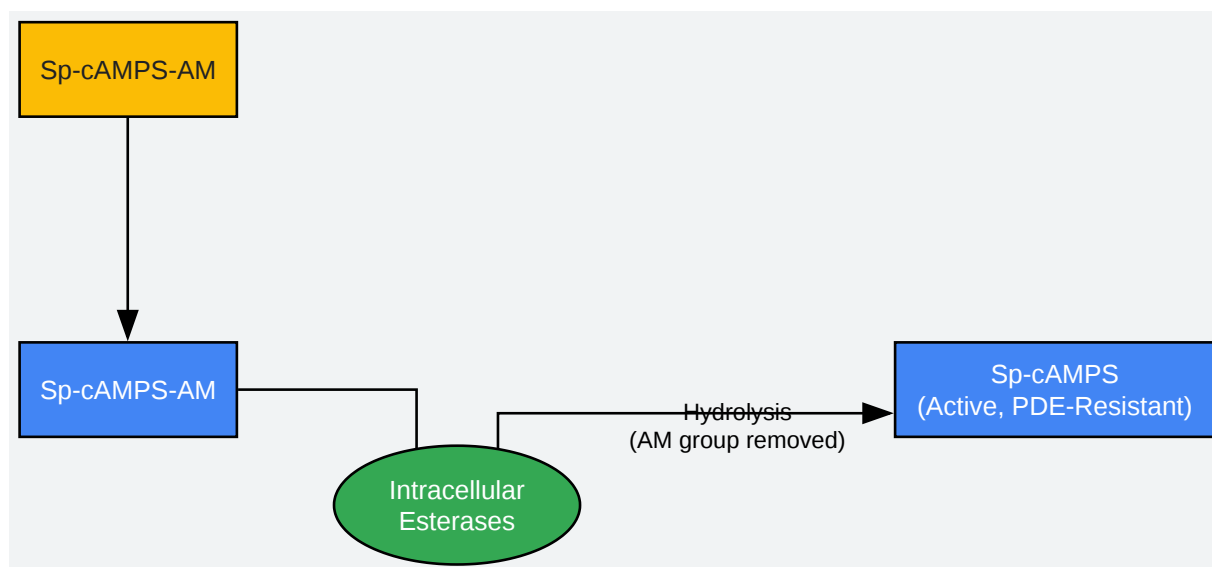 Sp-cAMPS-AM
Sp-cAMPS-AM
Sp-cAMPS
(Active, PDE-Resistant)
Hydrolysis
(AM group removed)
Intracellular
Esterases